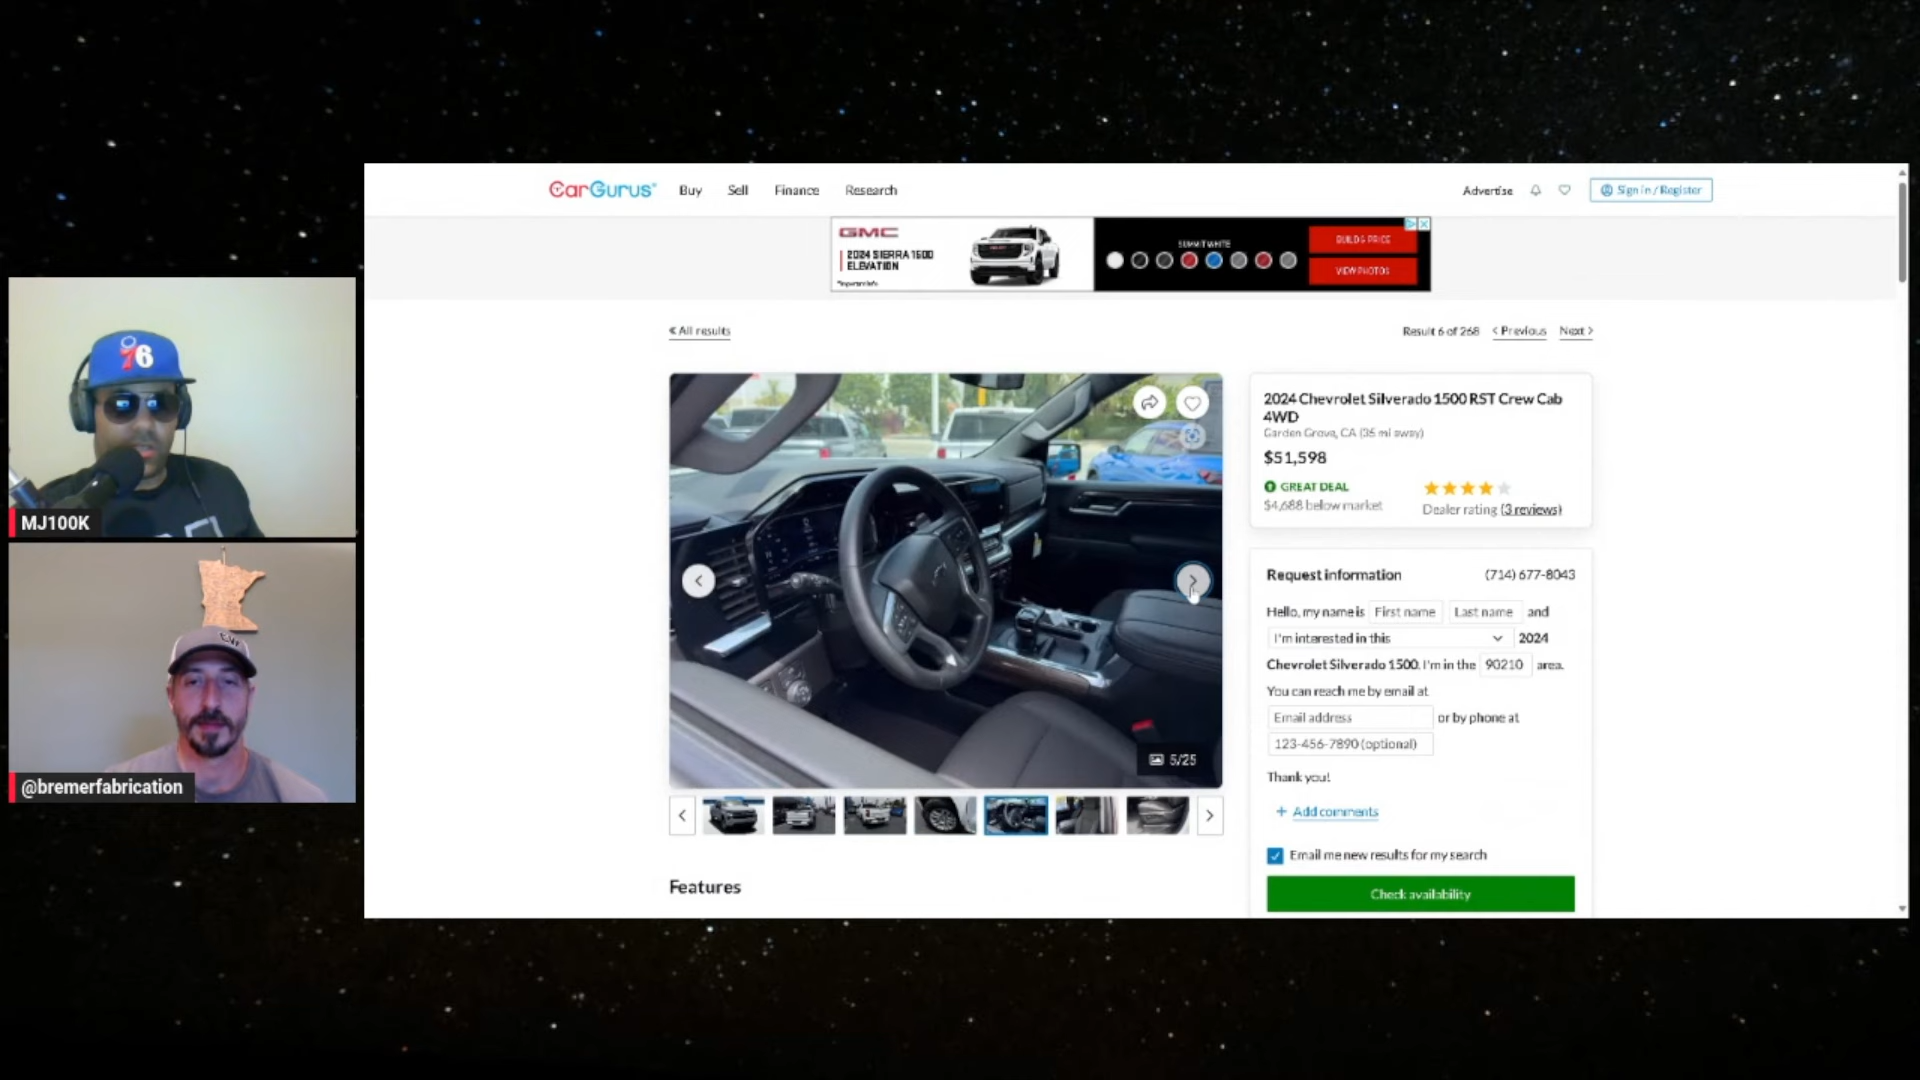 CarGurus
Buy Sell Finance Research
Advertise
Sign in / Register
GMC
2024 SIERRA 1500
ELEVATION
SUMMIT WHITE
BUILD & PRICE
VIEW PHOTOS
< All results
Result 6 of 268 < Previous Next >
76
MJ100K
@bremerfabrication
5/25
Features
2024 Chevrolet Silverado 1500 RST Crew Cab
4WD
Garden Grove, CA (35 mi away)
$51,598
GREAT DEAL
$4,688 below market
Dealer rating (3 reviews)
Request information (714) 677-8043
Hello, my name is First name Last name and
I'm interested in this 2024
Chevrolet Silverado 1500. I'm in the 90210 area.
You can reach me by email at
Email address or by phone at
123-456-7890 (optional)
Thank you!
+ Add comments
Email me new results for my search
Check availability